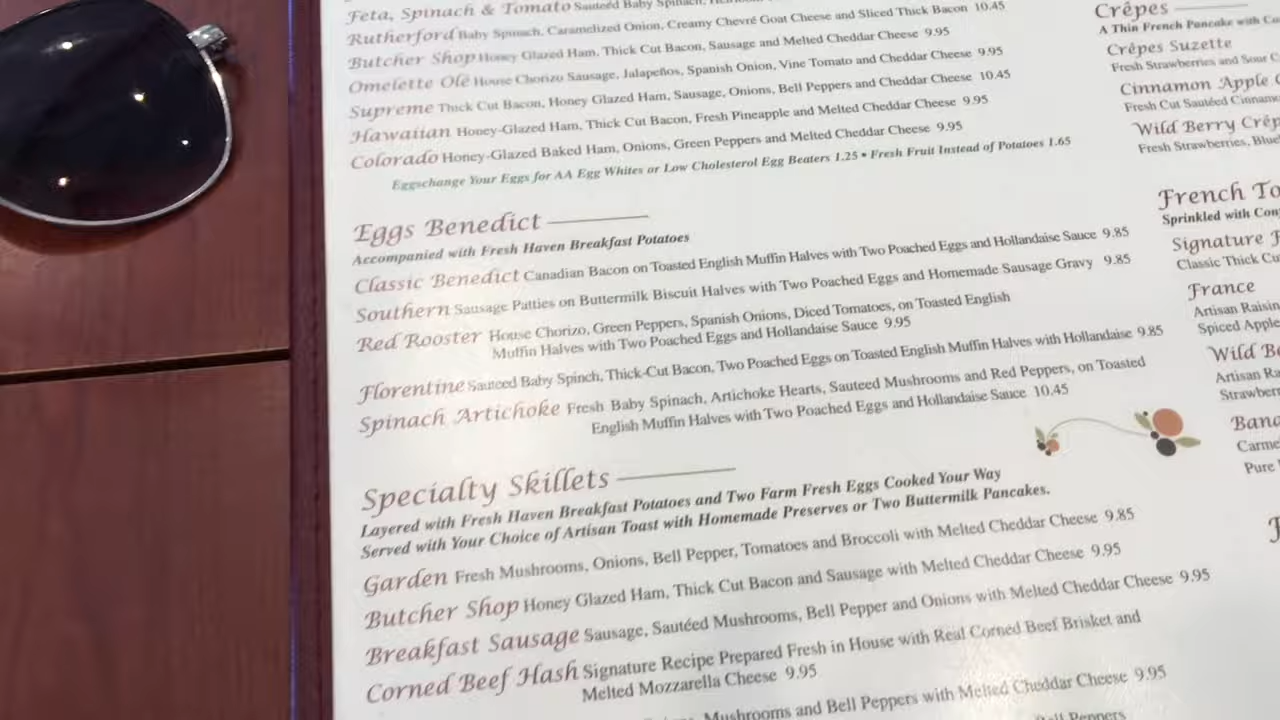 Feta, Spinach & Tomato Sauteéd Baby Spinach,
Rutherford Baby Spinach, Caramelized Onion, Creamy Chevré Goat Cheese and Sliced Thick Bacon 10.45
Butcher Shop Honey Glazed Ham, Thick Cut Bacon, Sausage and Melted Cheddar Cheese 9.95
Omelette Olé House Chorizo Sausage, Jalapeños, Spanish Onion, Vine Tomato and Cheddar Cheese 9.95
Supreme Thick Cut Bacon, Honey Glazed Ham, Sausage, Onions, Bell Peppers and Cheddar Cheese 10.45
Hawaiian Honey-Glazed Ham, Thick Cut Bacon, Fresh Pineapple and Melted Cheddar Cheese 9.95
Colorado Honey-Glazed Baked Ham, Onions, Green Peppers and Melted Cheddar Cheese 9.95
Eggschange Your Eggs for AA Egg Whites or Low Cholesterol Egg Beaters 1.25 • Fresh Fruit Instead of Potatoes 1.65
Eggs Benedict
Accompanied with Fresh Haven Breakfast Potatoes
Classic Benedict Canadian Bacon on Toasted English Muffin Halves with Two Poached Eggs and Hollandaise Sauce 9.85
Southern Sausage Patties on Buttermilk Biscuit Halves with Two Poached Eggs and Homemade Sausage Gravy 9.85
Red Rooster House Chorizo, Green Peppers, Spanish Onions, Diced Tomatoes, on Toasted English
Muffin Halves with Two Poached Eggs and Hollandaise Sauce 9.95
Florentine Sauteed Baby Spinch, Thick-Cut Bacon, Two Poached Eggs on Toasted English Muffin Halves with Hollandaise 9.85
Spinach Artichoke Fresh Baby Spinach, Artichoke Hearts, Sauteed Mushrooms and Red Peppers, on Toasted
English Muffin Halves with Two Poached Eggs and Hollandaise Sauce 10.45
Specialty Skillets
Layered with Fresh Haven Breakfast Potatoes and Two Farm Fresh Eggs Cooked Your Way
Served with Your Choice of Artisan Toast with Homemade Preserves or Two Buttermilk Pancakes.
Garden Fresh Mushrooms, Onions, Bell Pepper, Tomatoes and Broccoli with Melted Cheddar Cheese 9.85
Butcher Shop Honey Glazed Ham, Thick Cut Bacon and Sausage with Melted Cheddar Cheese 9.95
Breakfast Sausage Sausage, Sautéed Mushrooms, Bell Pepper and Onions with Melted Cheddar Cheese 9.95
Corned Beef Hash Signature Recipe Prepared Fresh in House with Real Corned Beef Brisket and
Melted Mozzarella Cheese 9.95
Mushrooms and Bell Peppers with Melted Cheddar Cheese 9.95
Bell Peppers
Crêpes
A Thin French Pancake with
Crêpes Suzette
Fresh Strawberries and Sour
Cinnamon Apple
Fresh Cut Sautéed
Wild Berry
Fresh Strawberries,
French
Sprinkled with
Signature
Classic Thick
France
Artisan
Spiced
Wild
Artisan
Pure